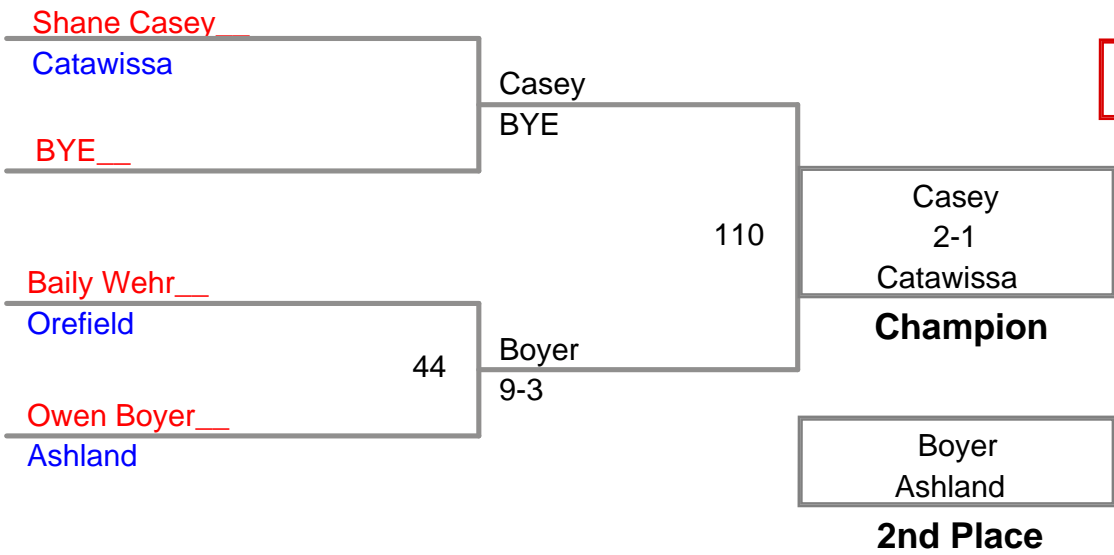 Shane Casey__
Catawissa
Casey
BYE
BYE__
110
Casey
2-1
Catawissa
Champion
Baily Wehr__
Orefield
44
Boyer
9-3
Owen Boyer__
Ashland
Boyer
Ashland
2nd Place